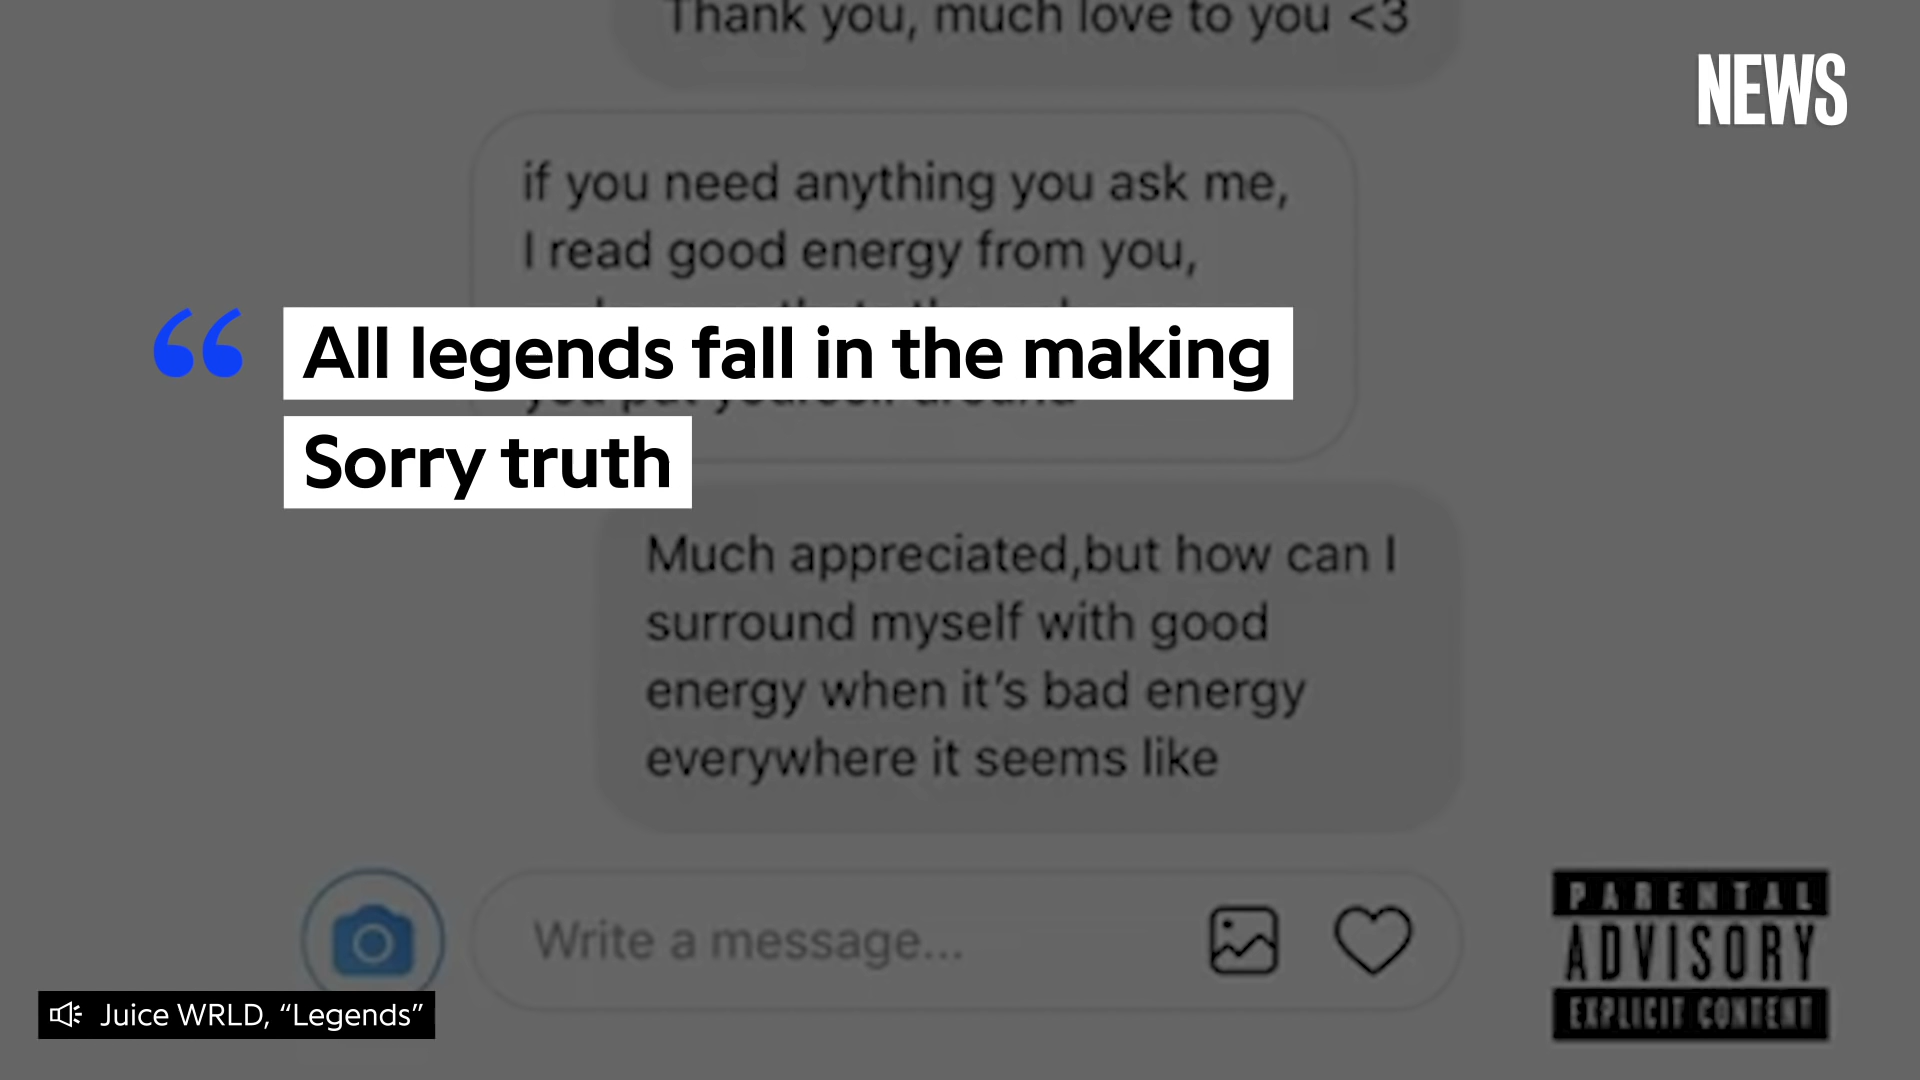 Thank you, much love to you <3
NEWS
if you need anything you ask me,
I read good energy from you,
“ All legends fall in the making
Sorry truth
Much appreciated,but how can I
surround myself with good
energy when it’s bad energy
everywhere it seems like
Write a message...
PARENTAL
ADVISORY
EXPLICIT CONTENT
Juice WRLD, “Legends”